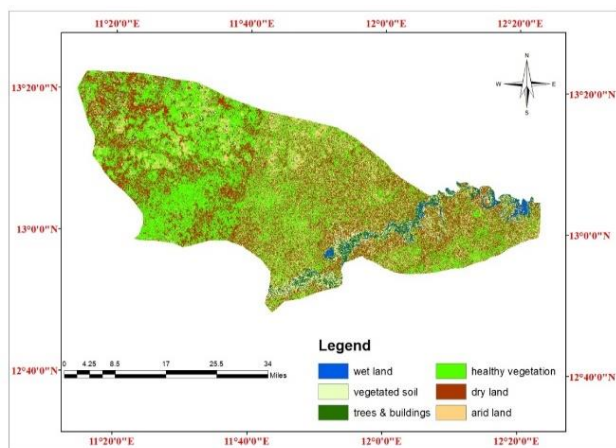 11°20'0"E 11°40'0"E 12°0'0"E 12°20'0"E
N
W E
S
13°20'0"N 13°20'0"N
13°0'0"N 13°0'0"N
12°40'0"N 12°40'0"N
0 4.25 8.5 17 25.5 34
Miles
Legend
wet land healthy vegetation
vegetated soil dry land
trees & buildings arid land
11°20'0"E 11°40'0"E 12°0'0"E 12°20'0"E